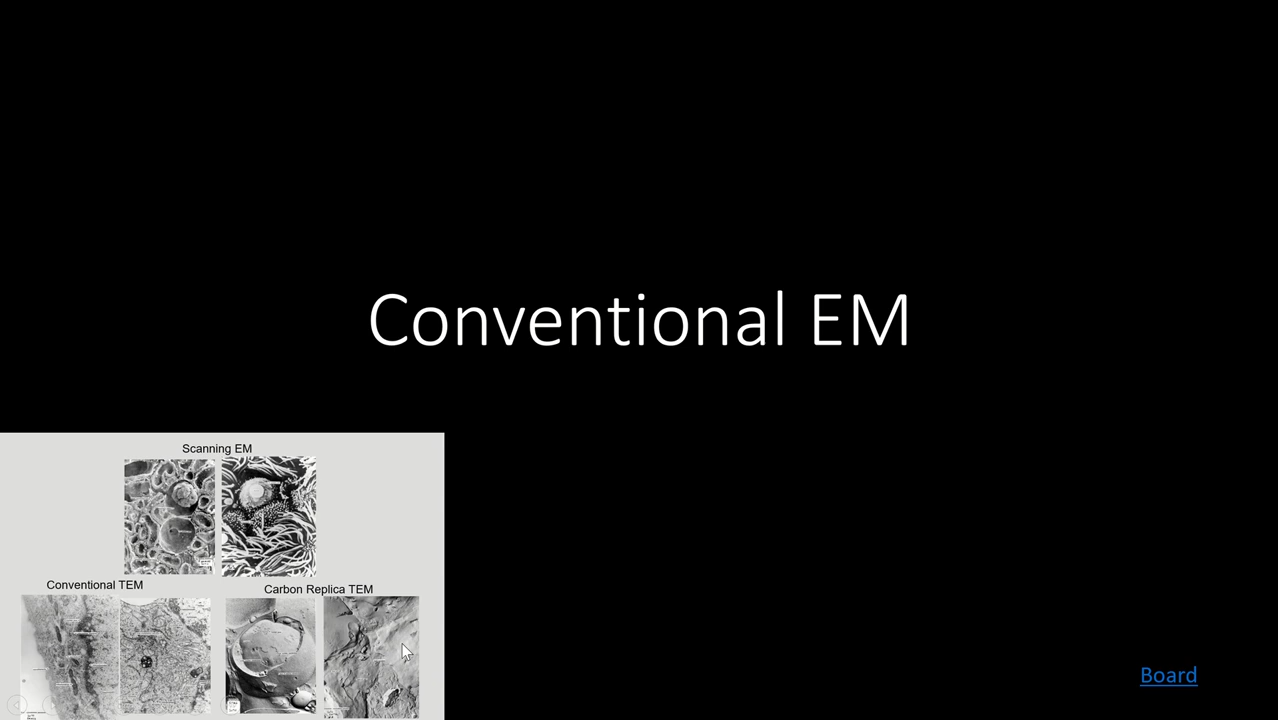 Conventional EM
Scanning EM
Conventional TEM
Carbon Replica TEM
Board